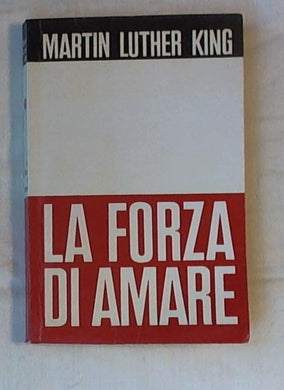 MARTIN LUTHER KING
LA FORZA
DI AMARE